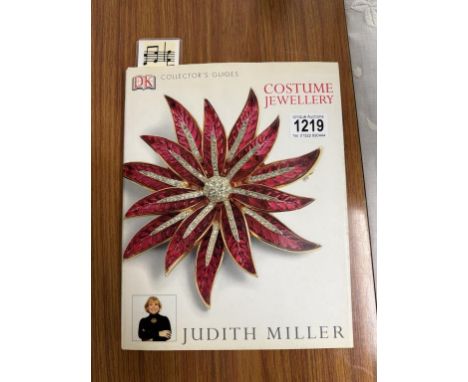 DK
COLLECTOR'S GUIDES
COSTUME
JEWELLERY
1219
JUDITH MILLER